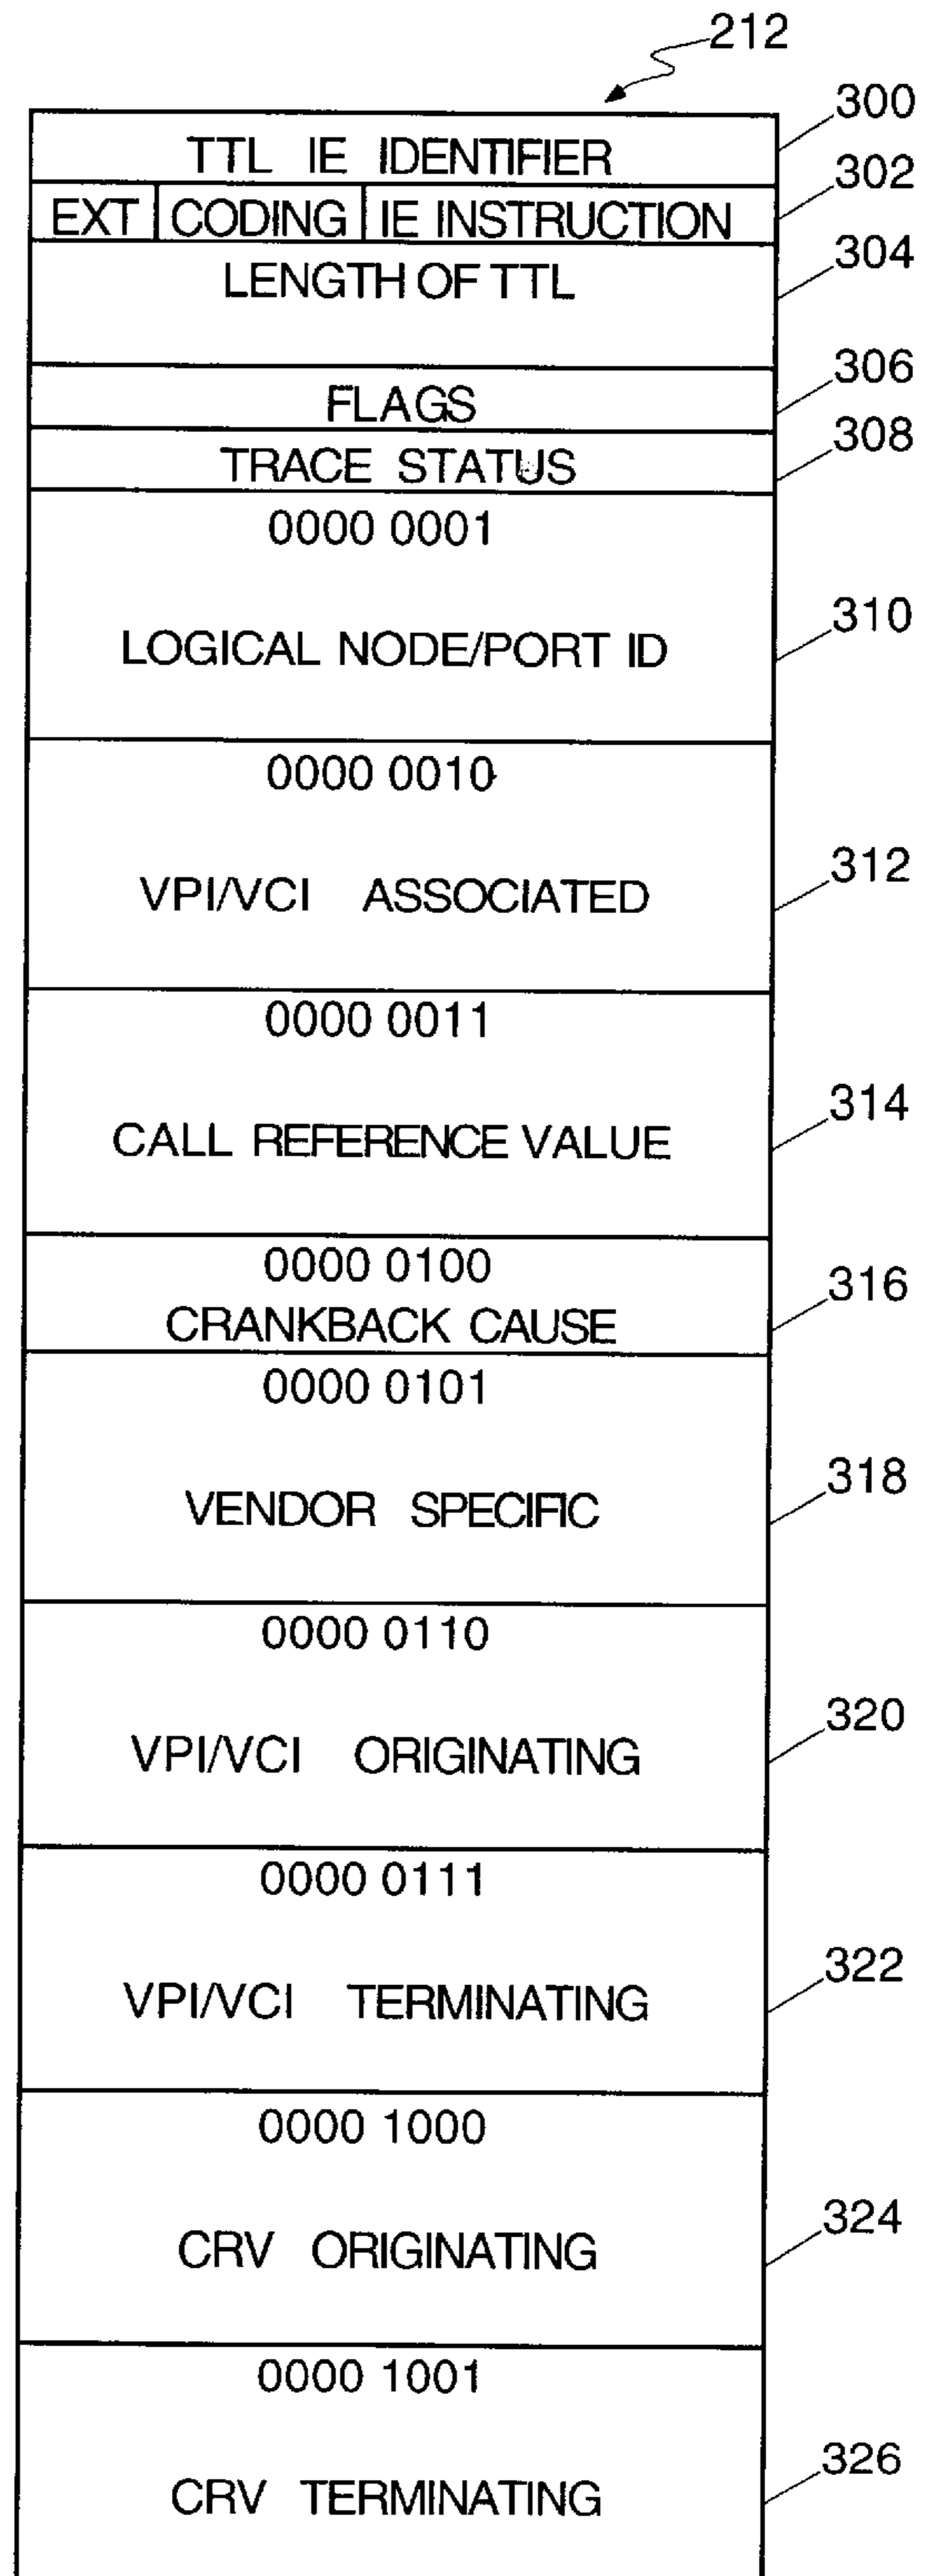 212
TTL IE IDENTIFIER 300
EXT CODING IE INSTRUCTION 302
LENGTH OF TTL 304
FLAGS 306
TRACE STATUS 308
0000 0001
LOGICAL NODE/PORT ID 310
0000 0010
VPI/VCI ASSOCIATED 312
0000 0011
CALL REFERENCE VALUE 314
0000 0100
CRANKBACK CAUSE 316
0000 0101
VENDOR SPECIFIC 318
0000 0110
VPI/VCI ORIGINATING 320
0000 0111
VPI/VCI TERMINATING 322
0000 1000
CRV ORIGINATING 324
0000 1001
CRV TERMINATING 326